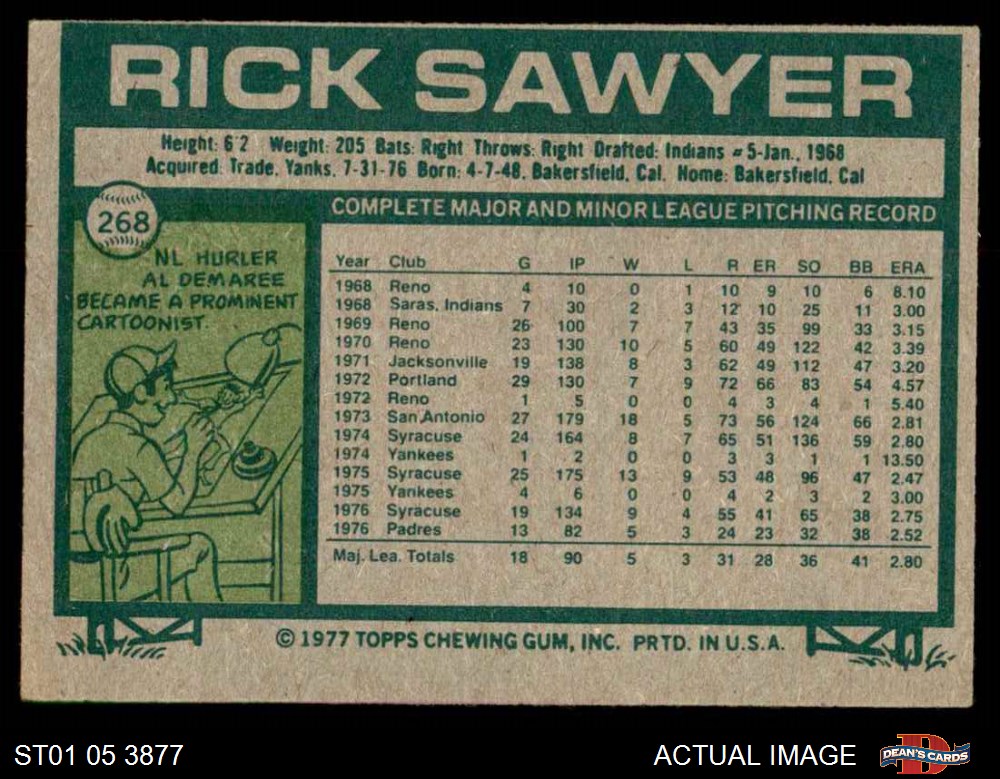 RICK SAWYER
Height: 6'2 Weight: 205 Bats: Right Throws: Right Drafted: Indians = 5-Jan., 1968
Acquired: Trade, Yanks, 7-31-76 Born: 4-7-48, Bakersfield, Cal. Home: Bakersfield, Cal
268
NL HURLER
AL DEMAREE
BECAME A PROMINENT
CARTOONIST.
COMPLETE MAJOR AND MINOR LEAGUE PITCHING RECORD
Year Club G IP W L R ER SO BB ERA
1968 Reno 4 10 0 1 10 9 10 6 8.10
1968 Saras. Indians 7 30 2 3 12 10 25 11 3.00
1969 Reno 26 100 7 7 43 35 99 33 3.15
1970 Reno 23 130 10 5 60 49 122 42 3.39
1971 Jacksonville 19 138 8 3 62 49 112 47 3.20
1972 Portland 29 130 7 9 72 66 83 54 4.57
1972 Reno 1 5 0 0 4 3 4 1 5.40
1973 San Antonio 27 179 18 5 73 56 124 66 2.81
1974 Syracuse 24 164 8 7 65 51 136 59 2.80
1974 Yankees 1 2 0 0 3 3 1 1 13.50
1975 Syracuse 25 175 13 9 53 48 96 47 2.47
1975 Yankees 4 6 0 0 4 2 3 2 3.00
1976 Syracuse 19 134 9 4 55 41 65 38 2.75
1976 Padres 13 82 5 3 24 23 32 38 2.52
Maj. Lea. Totals 18 90 5 3 31 28 36 41 2.80
© 1977 TOPPS CHEWING GUM, INC. PRTD. IN U.S.A.
ST01 05 3877
ACTUAL IMAGE
D
DEAN'S CARDS